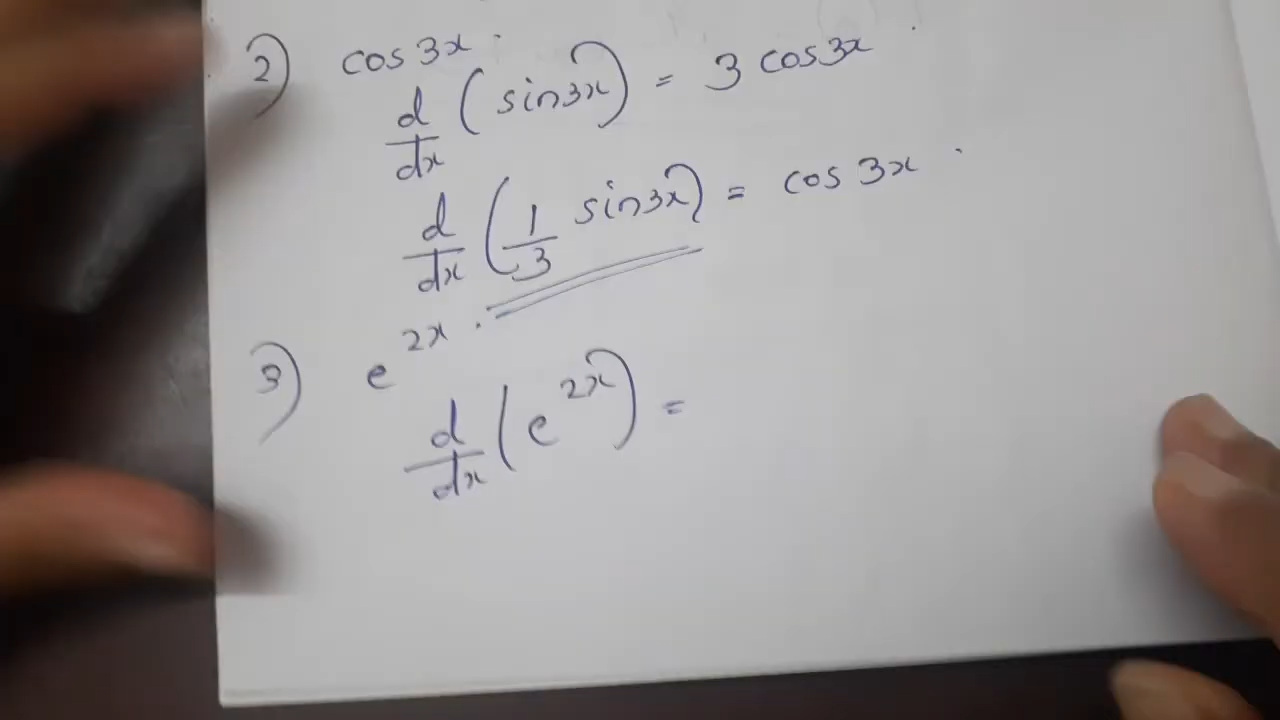 2) cos 3x.
d/dx (sin3x) = 3 cos3x.
d/dx (1/3 sin3x) = cos 3x.
3) e^2x.
d/dx (e^2x) =